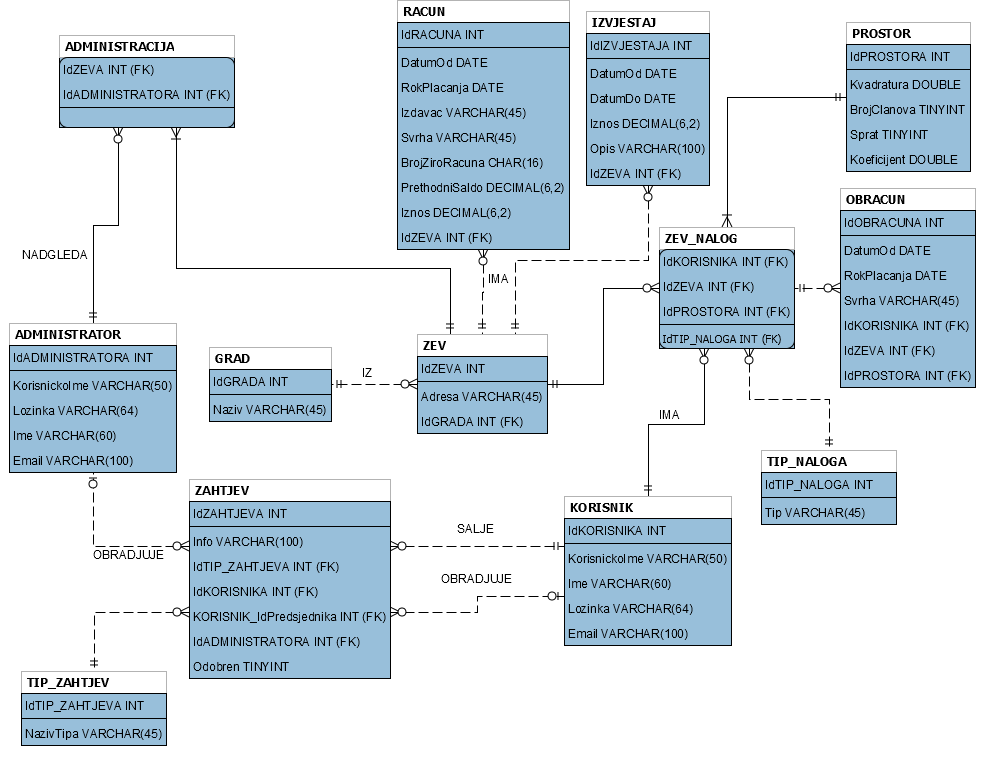 ADMINISTRACIJA
IdZEVA INT (FK)
IdADMINISTRATORA INT (FK)
RACUN
IdRACUNA INT
DatumOd DATE
RokPlacanja DATE
Izdavac VARCHAR(45)
Svrha VARCHAR(45)
BrojZiroRacuna CHAR(16)
PrethodniSaldo DECIMAL(6,2)
Iznos DECIMAL(6,2)
IdZEVA INT (FK)
IZVJESTAJ
IdIZVJESTAJA INT
DatumOd DATE
DatumDo DATE
Iznos DECIMAL(6,2)
Opis VARCHAR(100)
IdZEVA INT (FK)
PROSTOR
IdPROSTORA INT
Kvadratura DOUBLE
BrojClanova TINYINT
Sprat TINYINT
Koeficijent DOUBLE
OBRACUN
IdOBRACUNA INT
DatumOd DATE
RokPlacanja DATE
Svrha VARCHAR(45)
IdKORISNIKA INT (FK)
IdZEVA INT (FK)
IdPROSTORA INT (FK)
ZEV_NALOG
IdKORISNIKA INT (FK)
IdZEVA INT (FK)
IdPROSTORA INT (FK)
IdTIP_NALOGA INT (FK)
NADGLEDA
IMA
ADMINISTRATOR
IdADMINISTRATORA INT
KorisnickoIme VARCHAR(50)
Lozinka VARCHAR(64)
Ime VARCHAR(60)
Email VARCHAR(100)
GRAD
IdGRADA INT
Naziv VARCHAR(45)
IZ
ZEV
IdZEVA INT
Adresa VARCHAR(45)
IdGRADA INT (FK)
IMA
TIP_NALOGA
IdTIP_NALOGA INT
Tip VARCHAR(45)
ZAHTJEV
IdZAHTJEVA INT
Info VARCHAR(100)
IdTIP_ZAHTJEVA INT (FK)
IdKORISNIKA INT (FK)
KORISNIK_IdPredsjednika INT (FK)
IdADMINISTRATORA INT (FK)
Odobren TINYINT
OBRADJUJE
SALJE
OBRADJUJE
KORISNIK
IdKORISNIKA INT
KorisnickoIme VARCHAR(50)
Ime VARCHAR(60)
Lozinka VARCHAR(64)
Email VARCHAR(100)
TIP_ZAHTJEV
IdTIP_ZAHTJEVA INT
NazivTipa VARCHAR(45)